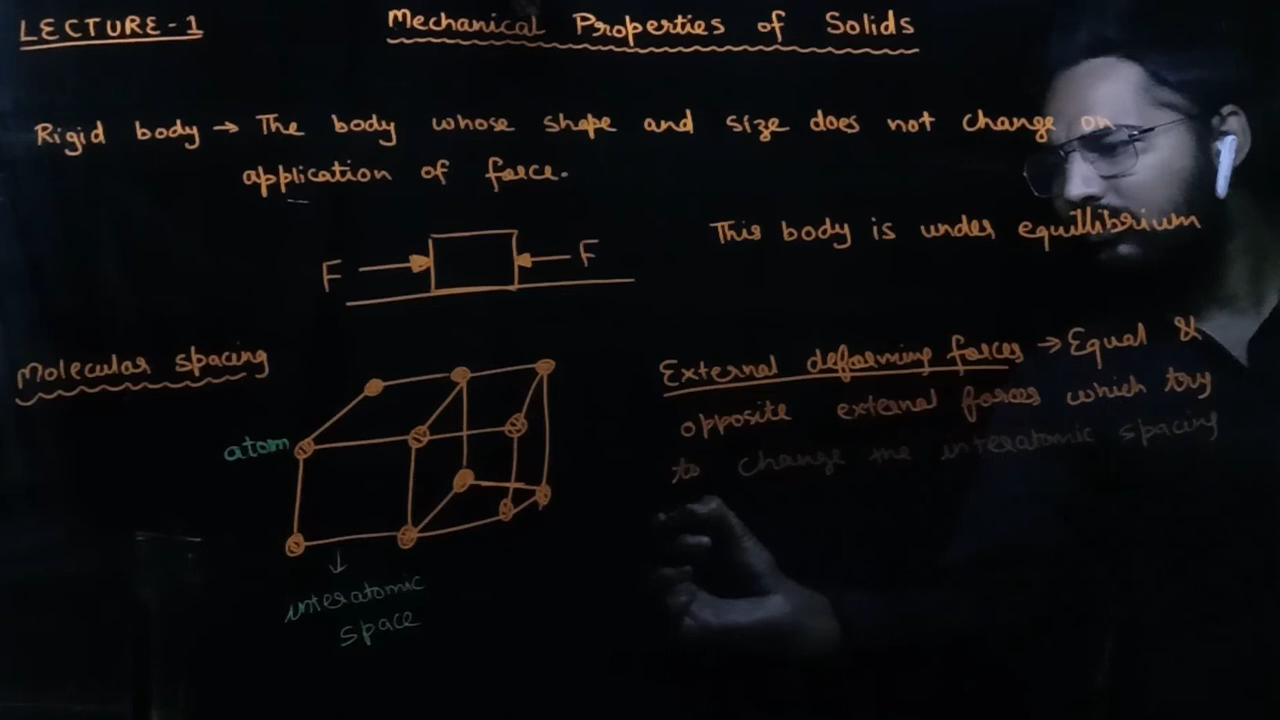 LECTURE-1
Mechanical Properties of Solids
Rigid body → The body whose shape and size does not change on
application of force.
F
F
This body is under equillibrium
Molecular spacing
External deforming forces → Equal &
opposite external forces which try
to change the interatomic spacing
atom
interatomic
space